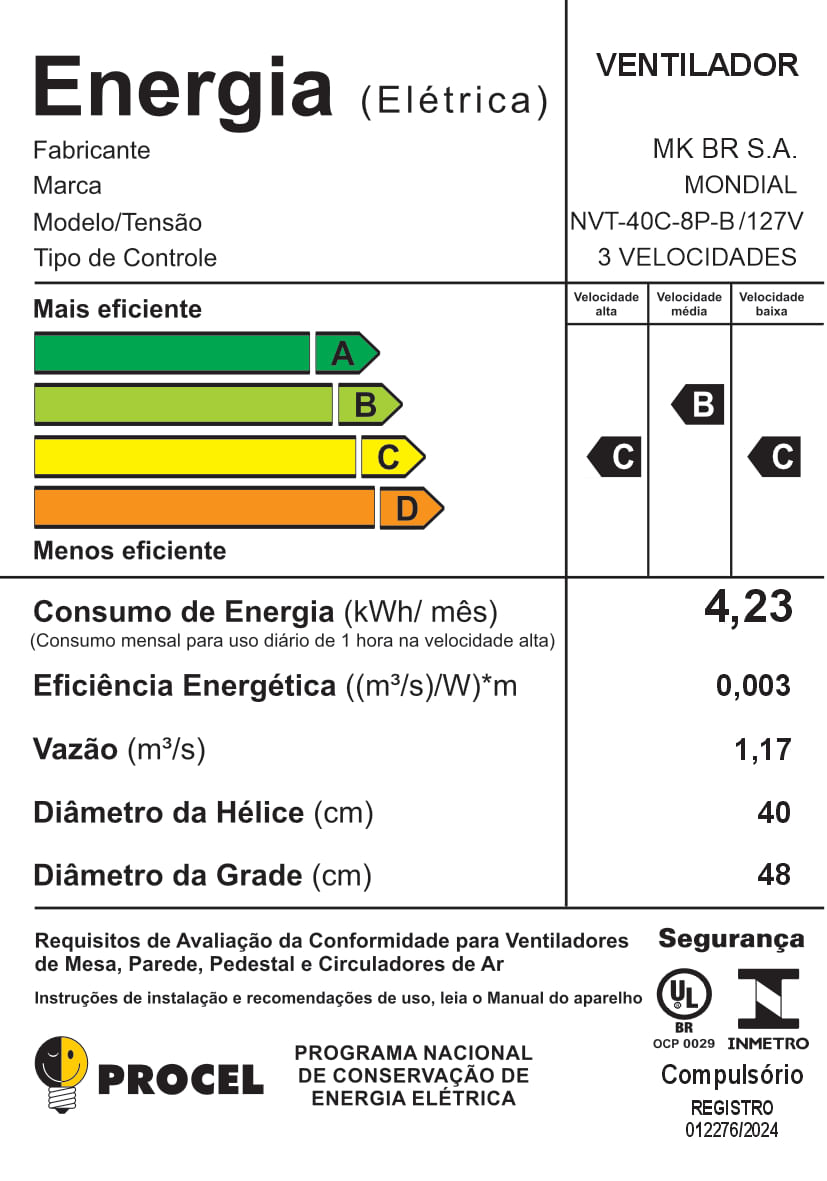 Energia (Elétrica)
VENTILADOR
Fabricante
MK BR S.A.
Marca
MONDIAL
Modelo/Tensão
NVT-40C-8P-B/127V
Tipo de Controle
3 VELOCIDADES
Mais eficiente
Velocidade
alta
Velocidade
média
Velocidade
baixa
A
B
B
C
C
C
D
Menos eficiente
Consumo de Energia (kWh/ mês)
4,23
(Consumo mensal para uso diário de 1 hora na velocidade alta)
Eficiência Energética ((m³/s)/W)*m
0,003
Vazão (m³/s)
1,17
Diâmetro da Hélice (cm)
40
Diâmetro da Grade (cm)
48
Requisitos de Avaliação da Conformidade para Ventiladores
de Mesa, Parede, Pedestal e Circuladores de Ar
Instruções de instalação e recomendações de uso, leia o Manual do aparelho
Segurança
UL
BR
OCP 0029
INMETRO
Compulsório
REGISTRO
012276/2024
PROCEL
PROGRAMA NACIONAL
DE CONSERVAÇÃO DE
ENERGIA ELÉTRICA